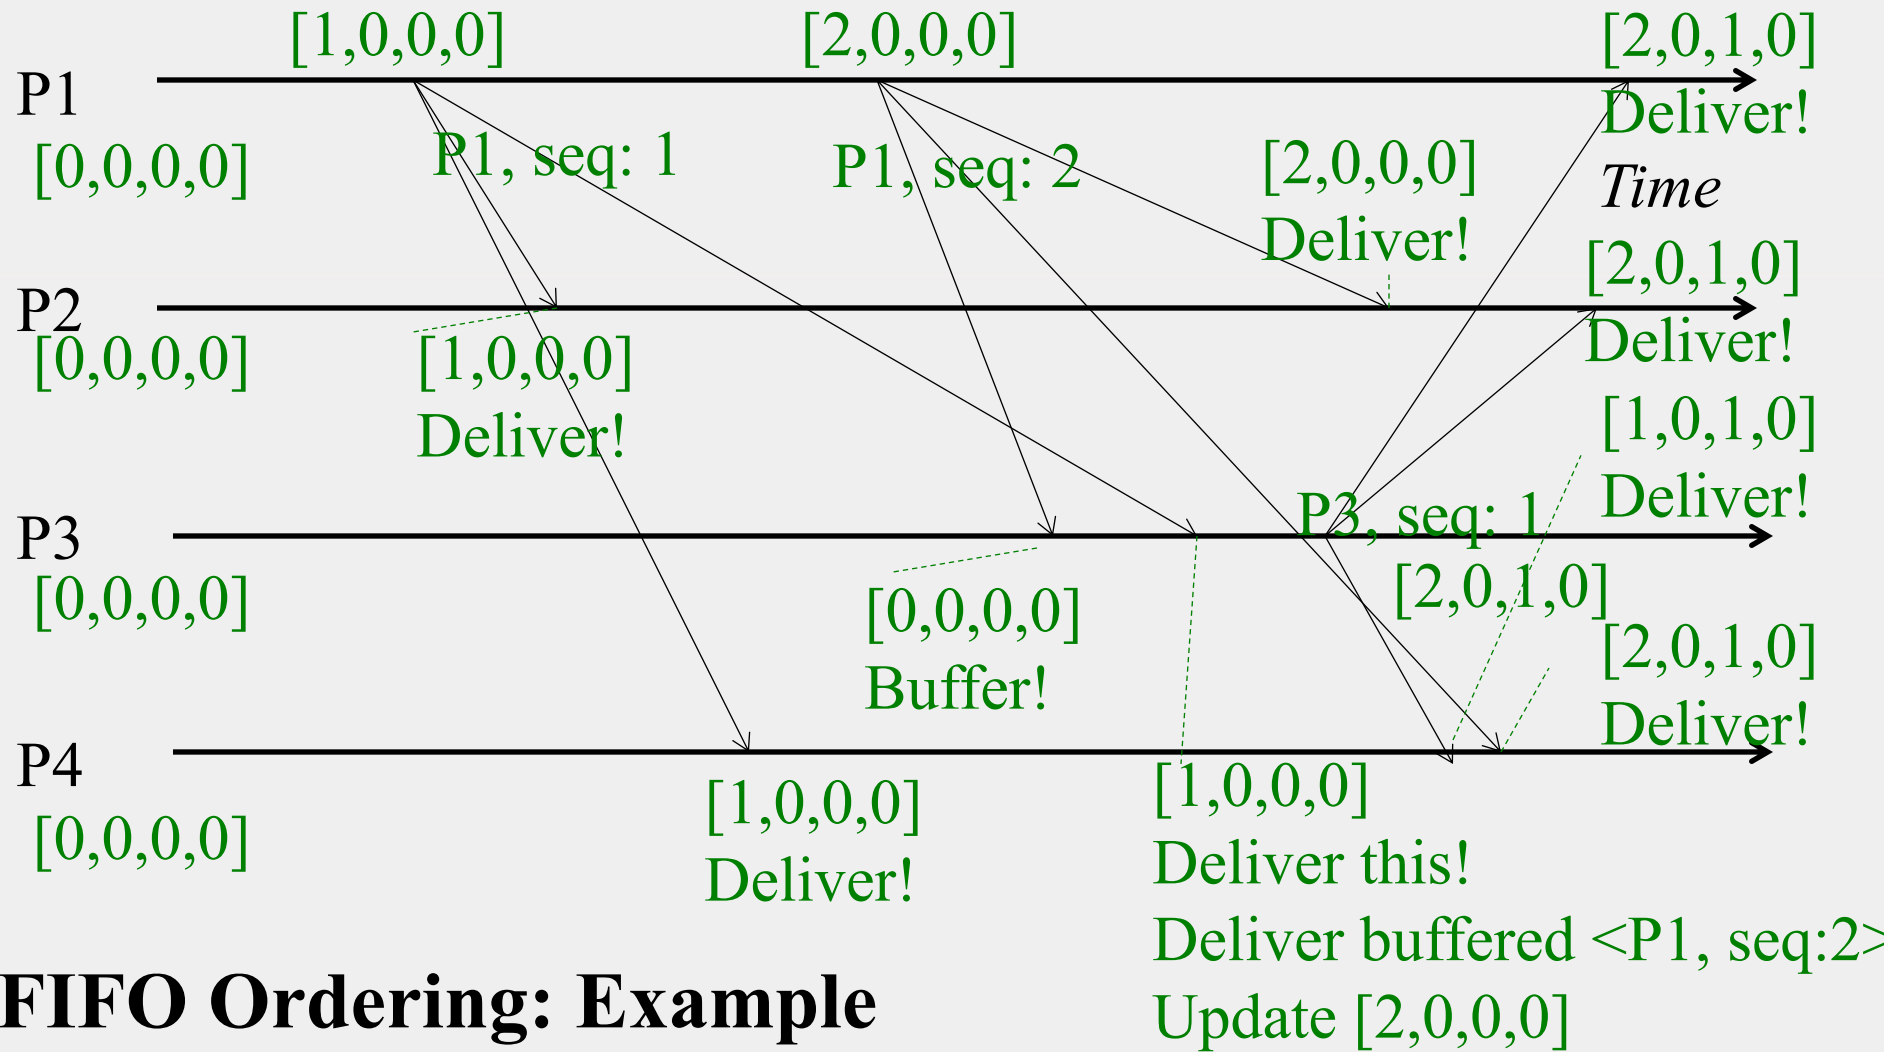 [1,0,0,0]
[2,0,0,0]
[2,0,1,0]
P1
Deliver!
[0,0,0,0]
P1, seq: 1
P1, seq: 2
[2,0,0,0]
Deliver!
Time
P2
[2,0,1,0]
Deliver!
[0,0,0,0]
[1,0,0,0]
Deliver!
[1,0,1,0]
Deliver!
P3
P3, seq: 1
[0,0,0,0]
[2,0,1,0]
[0,0,0,0]
Buffer!
[2,0,1,0]
Deliver!
P4
[0,0,0,0]
[1,0,0,0]
Deliver!
[1,0,0,0]
Deliver this!
Deliver buffered <P1, seq:2>
Update [2,0,0,0]
FIFO Ordering: Example